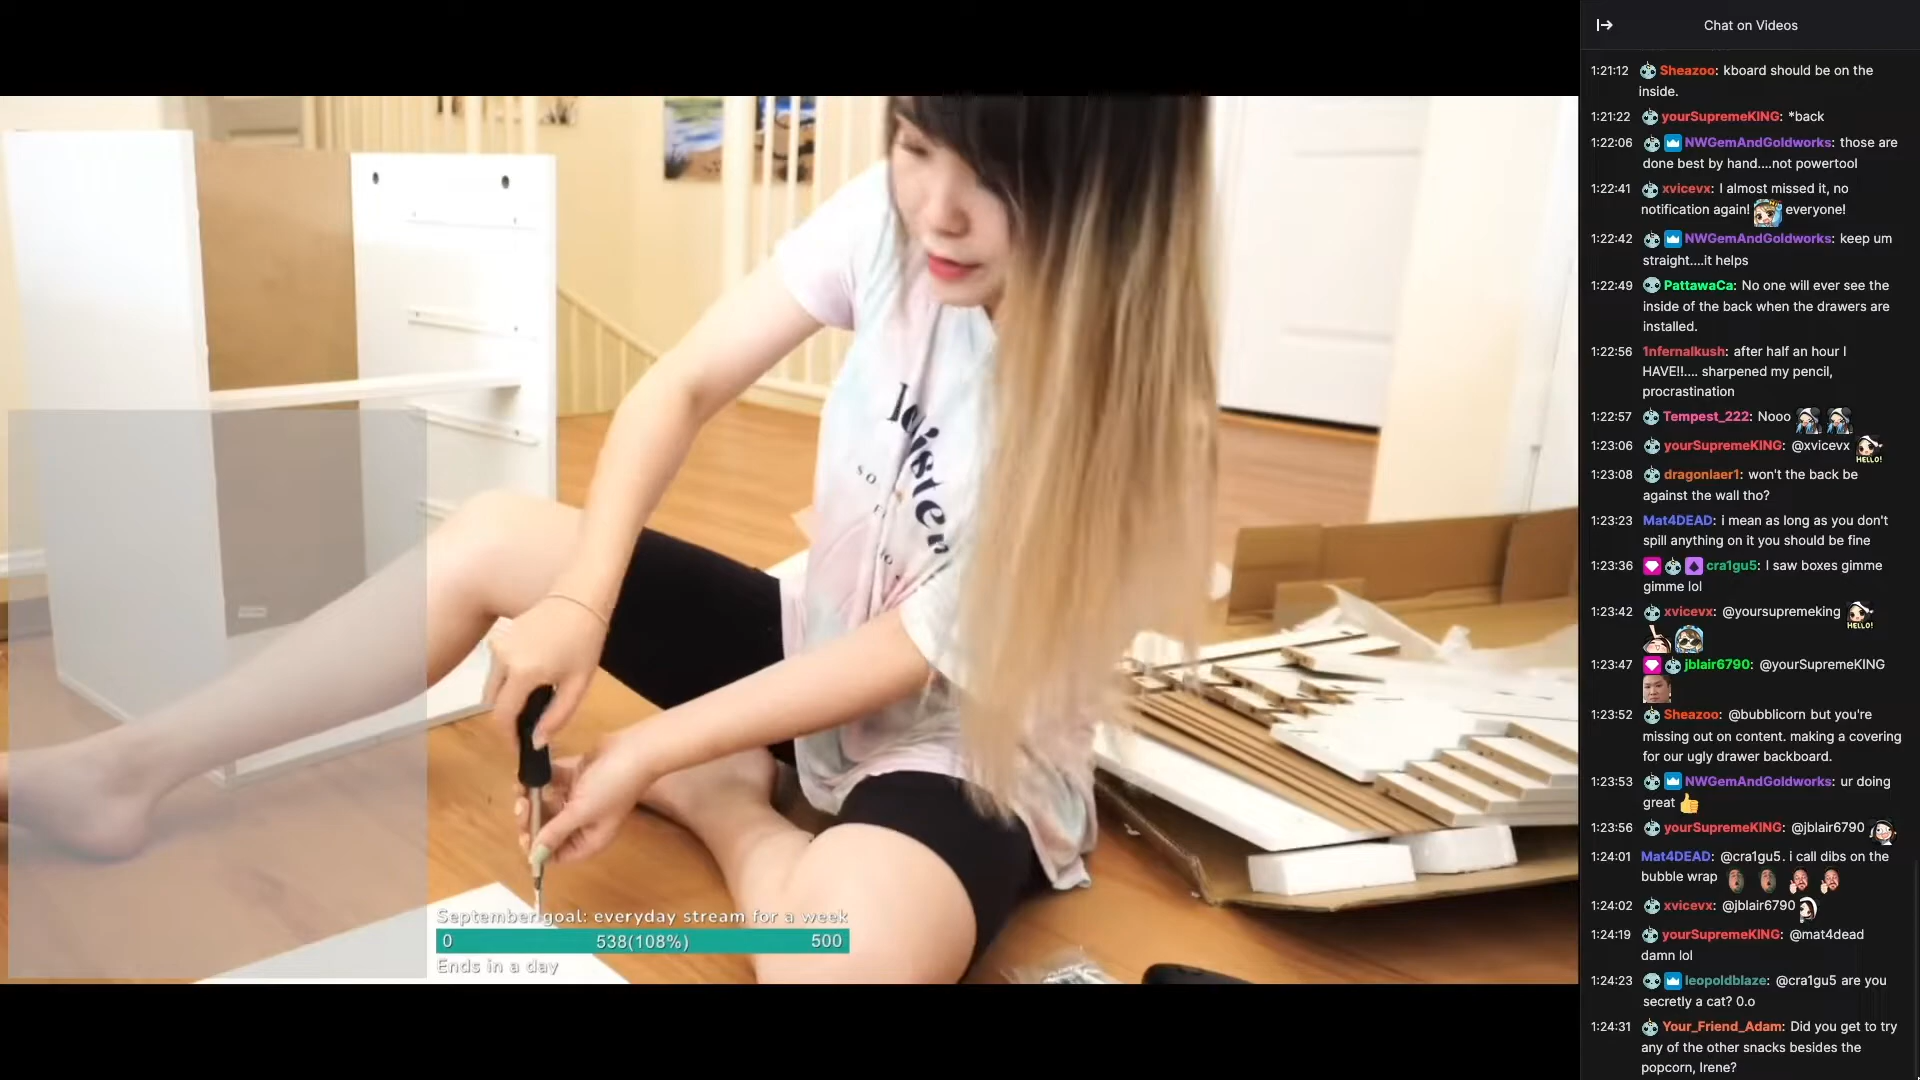 Chat on Videos
1:21:12 Sheazoo: kboard should be on the
inside.
1:21:22 yourSupremeKING: *back
1:22:06 NWGemAndGoldworks: those are
done best by hand....not powertool
1:22:41 xvicevx: I almost missed it, no
notification again! everyone!
1:22:42 NWGemAndGoldworks: keep um
straight....it helps
1:22:49 PattawaCa: No one will ever see the
inside of the back when the drawers are
installed.
1:22:56 1nfernalkush: after half an hour I
HAVE!!.... sharpened my pencil,
procrastination
1:22:57 Tempest_222: Nooo
1:23:06 yourSupremeKING: @xvicevx HELLO!
1:23:08 dragonlaer1: won't the back be
against the wall tho?
1:23:23 Mat4DEAD: i mean as long as you don't
spill anything on it you should be fine
1:23:36 cra1gu5: I saw boxes gimme
gimme lol
1:23:42 xvicevx: @yoursupremeking HELLO!
1:23:47 jblair6790: @yourSupremeKING
1:23:52 Sheazoo: @bubblicorn but you're
missing out on content. making a covering
for our ugly drawer backboard.
1:23:53 NWGemAndGoldworks: ur doing
great
1:23:56 yourSupremeKING: @jblair6790
1:24:01 Mat4DEAD: @cra1gu5. i call dibs on the
bubble wrap
1:24:02 xvicevx: @jblair6790
1:24:19 yourSupremeKING: @mat4dead
damn lol
1:24:23 leopoldblaze: @cra1gu5 are you
secretly a cat? 0.o
1:24:31 Your_Friend_Adam: Did you get to try
any of the other snacks besides the
popcorn, Irene?
September goal: everyday stream for a week
0 538(108%) 500
Ends in a day